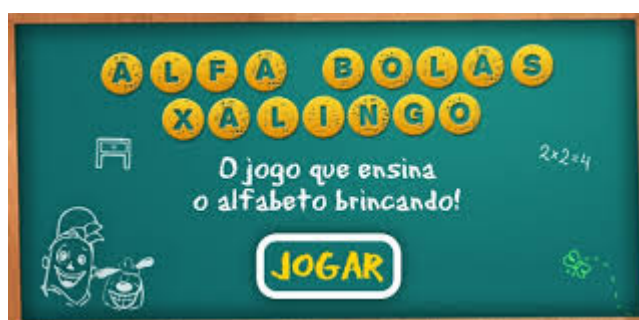 ALFA BOLAS
XALINGO
O jogo que ensina
o alfabeto brincando!
2x2=4
JOGAR